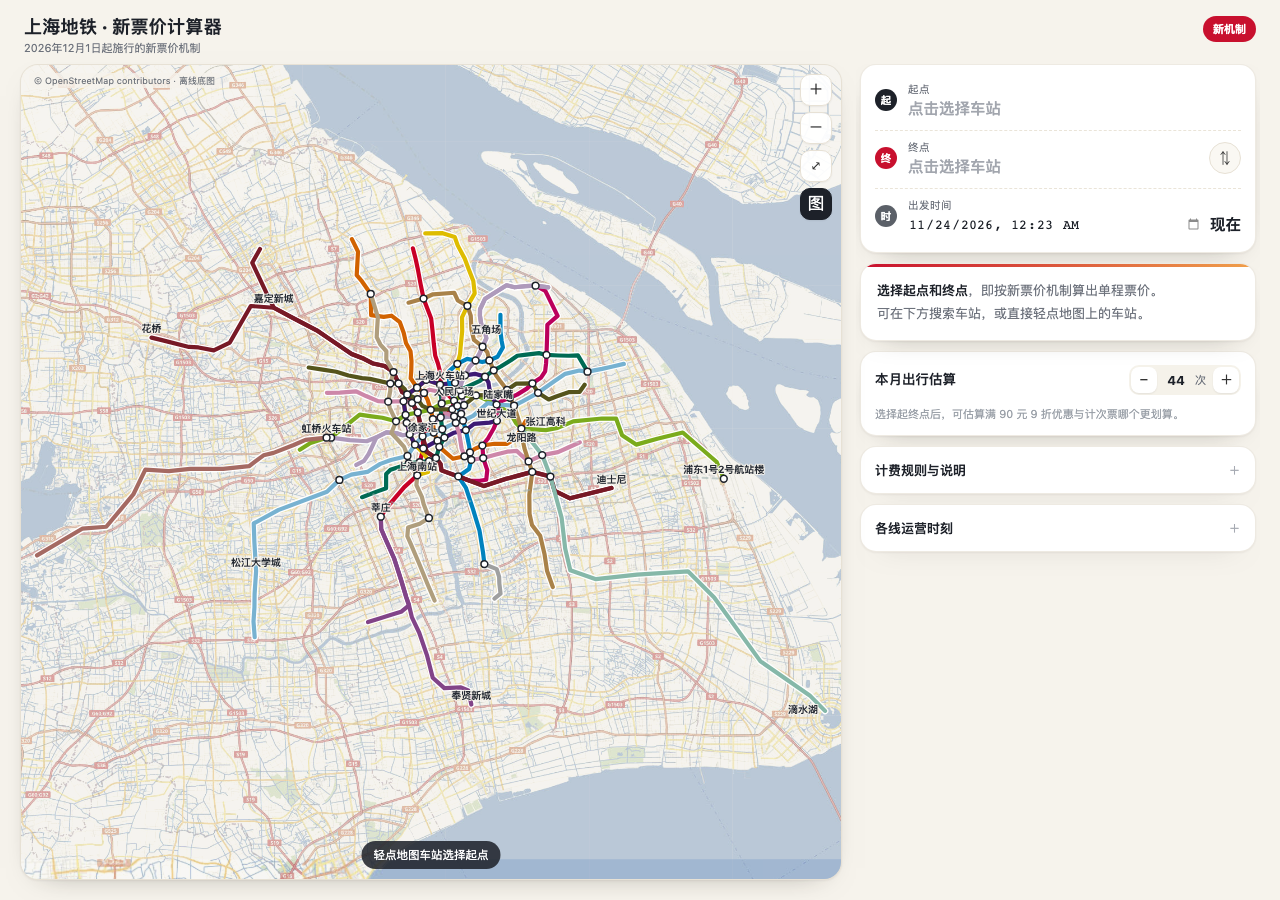 上海地铁 · 新票价计算器
2026年12月1日起施行的新票价机制
新机制
© OpenStreetMap contributors · 离线底图
+
−
⤢
图
嘉定新城
花桥
五角场
上海火车站
人民广场
陆家嘴
世纪大道
虹桥火车站
徐家汇
张江高科
龙阳路
上海南站
浦东1号2号航站楼
迪士尼
莘庄
松江大学城
奉贤新城
滴水湖
轻点地图车站选择起点
起
起点
点击选择车站
终
终点
点击选择车站
⇅
时
出发时间
11/24/2026, 12:23 AM
现在
选择起点和终点，即按新票价机制算出单程票价。
可在下方搜索车站，或直接轻点地图上的车站。
本月出行估算
− 44 次 +
选择起终点后，可估算满 90 元 9 折优惠与计次票哪个更划算。
计费规则与说明 +
各线运营时刻 +